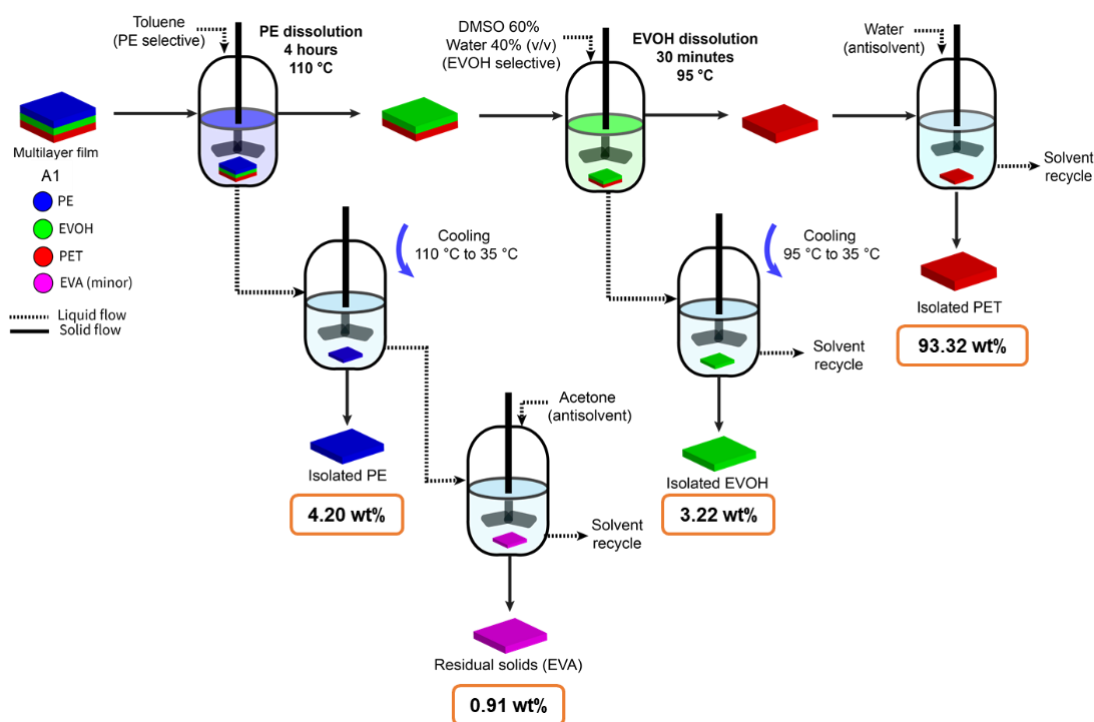 Toluene
(PE selective)
PE dissolution
4 hours
110 °C
DMSO 60%
Water 40% (v/v)
(EVOH selective)
EVOH dissolution
30 minutes
95 °C
Water
(antisolvent)
Multilayer film
A1
PE
EVOH
PET
EVA (minor)
Liquid flow
Solid flow
Solvent
recycle
Cooling
110 °C to 35 °C
Cooling
95 °C to 35 °C
Isolated PET
93.32 wt%
Solvent
recycle
Acetone
(antisolvent)
Isolated PE
4.20 wt%
Isolated EVOH
3.22 wt%
Solvent
recycle
Residual solids (EVA)
0.91 wt%